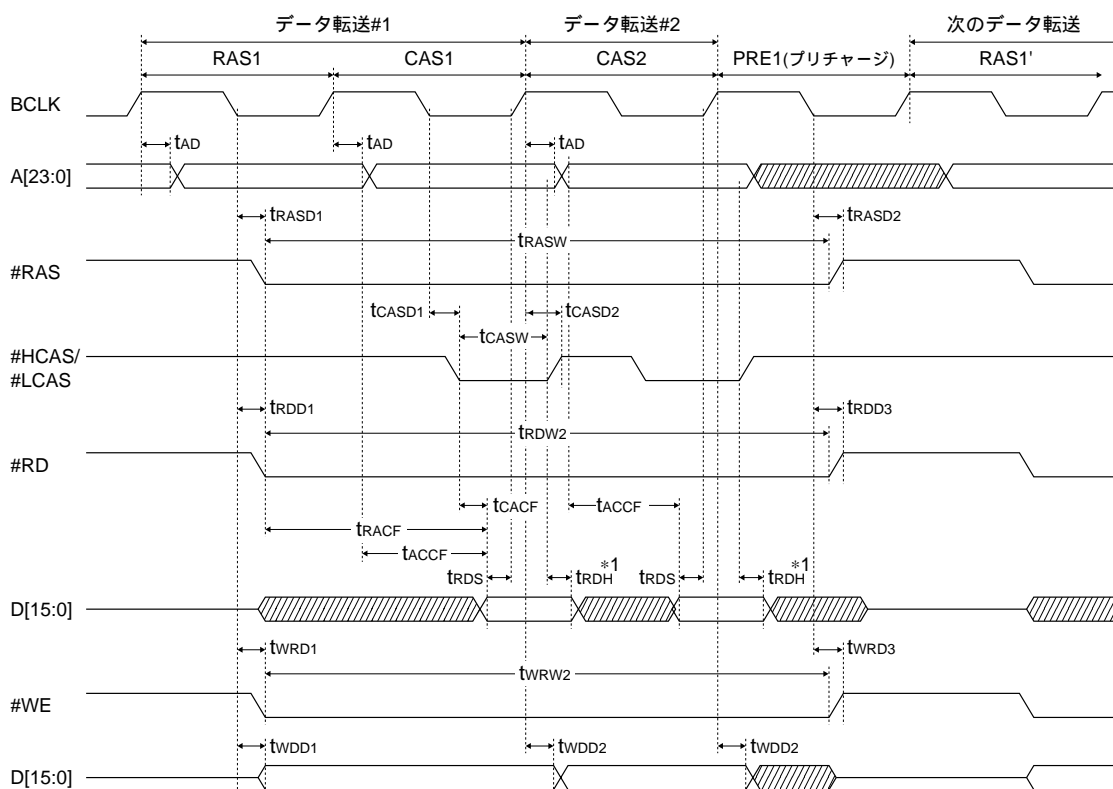 データ転送#1 データ転送#2 次のデータ転送
RAS1 CAS1 CAS2 PRE1(プリチャージ) RAS1'
BCLK
tAD tAD tAD
A[23:0]
tRASD1 tRASD2
tRASW
#RAS
tCASD1 tCASD2
tCASW
#HCAS/
#LCAS
tRDD1 tRDD3
tRDW2
#RD
tCACF tACCF
tRACF
tACCF
tRDS tRDH*1 tRDS tRDH*1
D[15:0]
tWRD1 tWRD3
tWRW2
#WE
tWDD1 tWDD2 tWDD2
D[15:0]